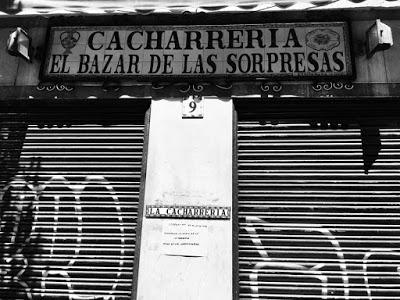 CACHARRERIA
EL BAZAR DE LAS SORPRESAS
9
LA CACHARRERIA